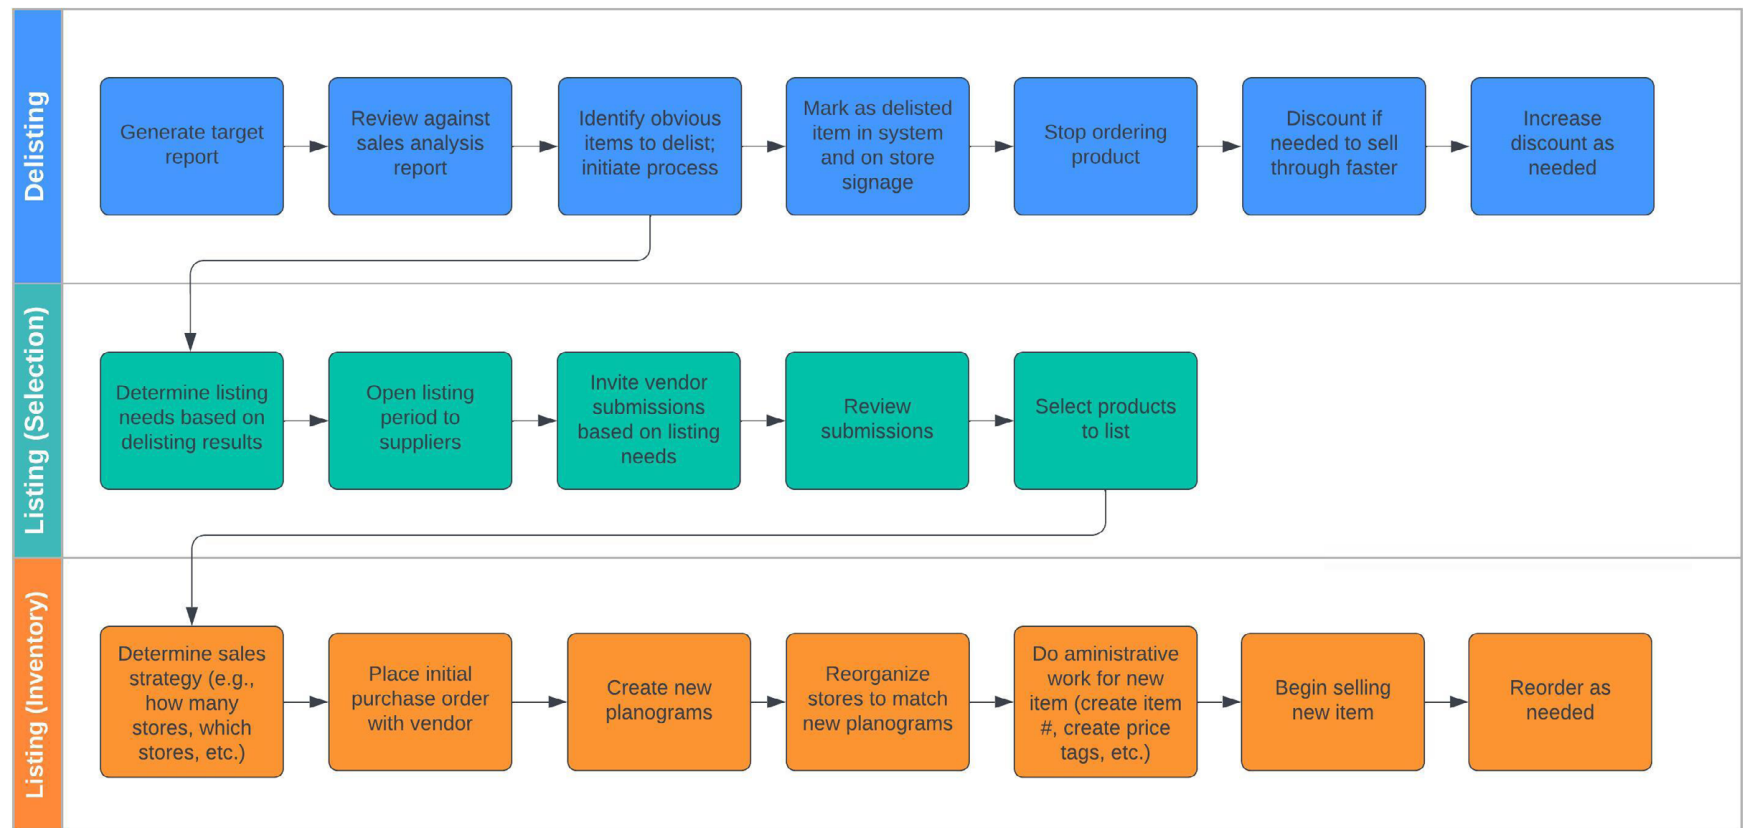 Delisting
Generate target
report
Review against
sales analysis
report
Identify obvious
items to delist;
initiate process
Mark as delisted
item in system
and on store
signage
Stop ordering
product
Discount if
needed to sell
through faster
Increase
discount as
needed
Listing (Selection)
Determine listing
needs based on
delisting results
Open listing
period to
suppliers
Invite vendor
submissions
based on listing
needs
Review
submissions
Select products
to list
Listing (Inventory)
Determine sales
strategy (e.g.,
how many
stores, which
stores, etc.)
Place initial
purchase order
with vendor
Create new
planograms
Reorganize
stores to match
new planograms
Do aministrative
work for new
item (create item
#, create price
tags, etc.)
Begin selling
new item
Reorder as
needed